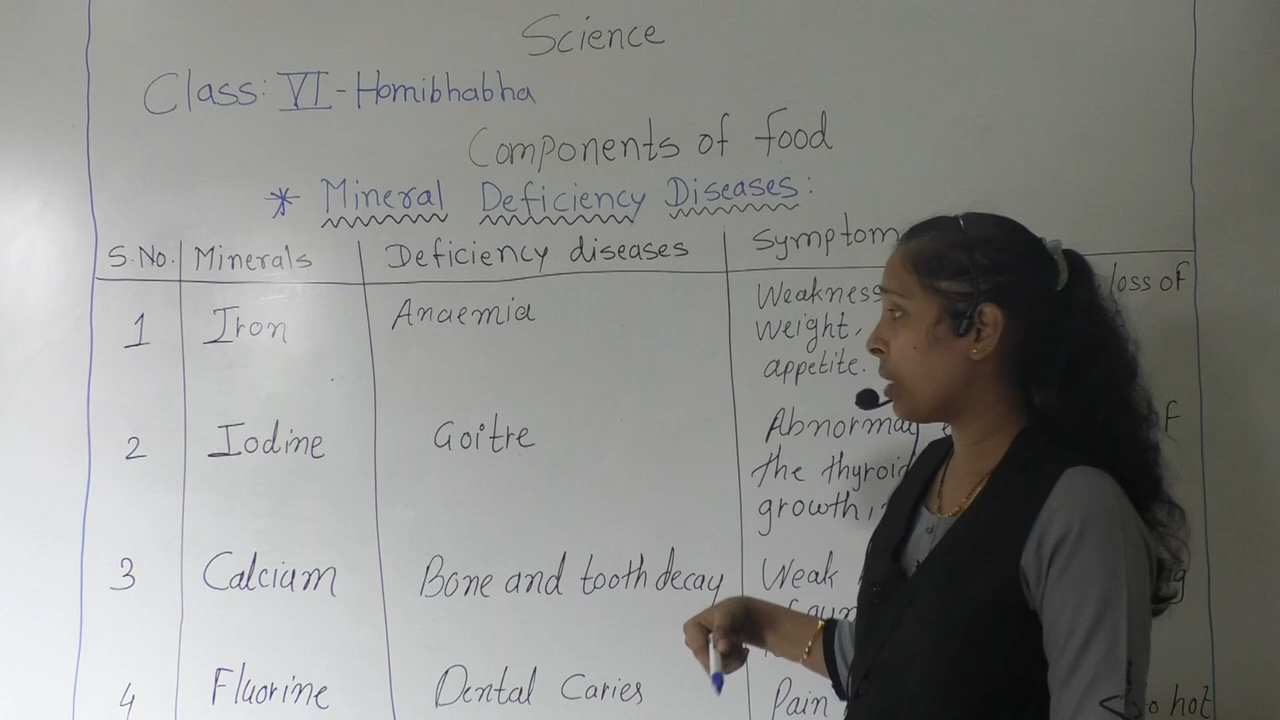 Science
Class: VI - Homibhabha
Components of food
* Mineral Deficiency Diseases:
S.No. Minerals Deficiency diseases Symptom
1 Iron Anaemia Weakness loss of
weight,
appetite.
2 Iodine Goitre Abnormal
the thyroid
growth,
3 Calcium Bone and tooth decay Weak
4 Fluorine Dental Caries Pain to hot